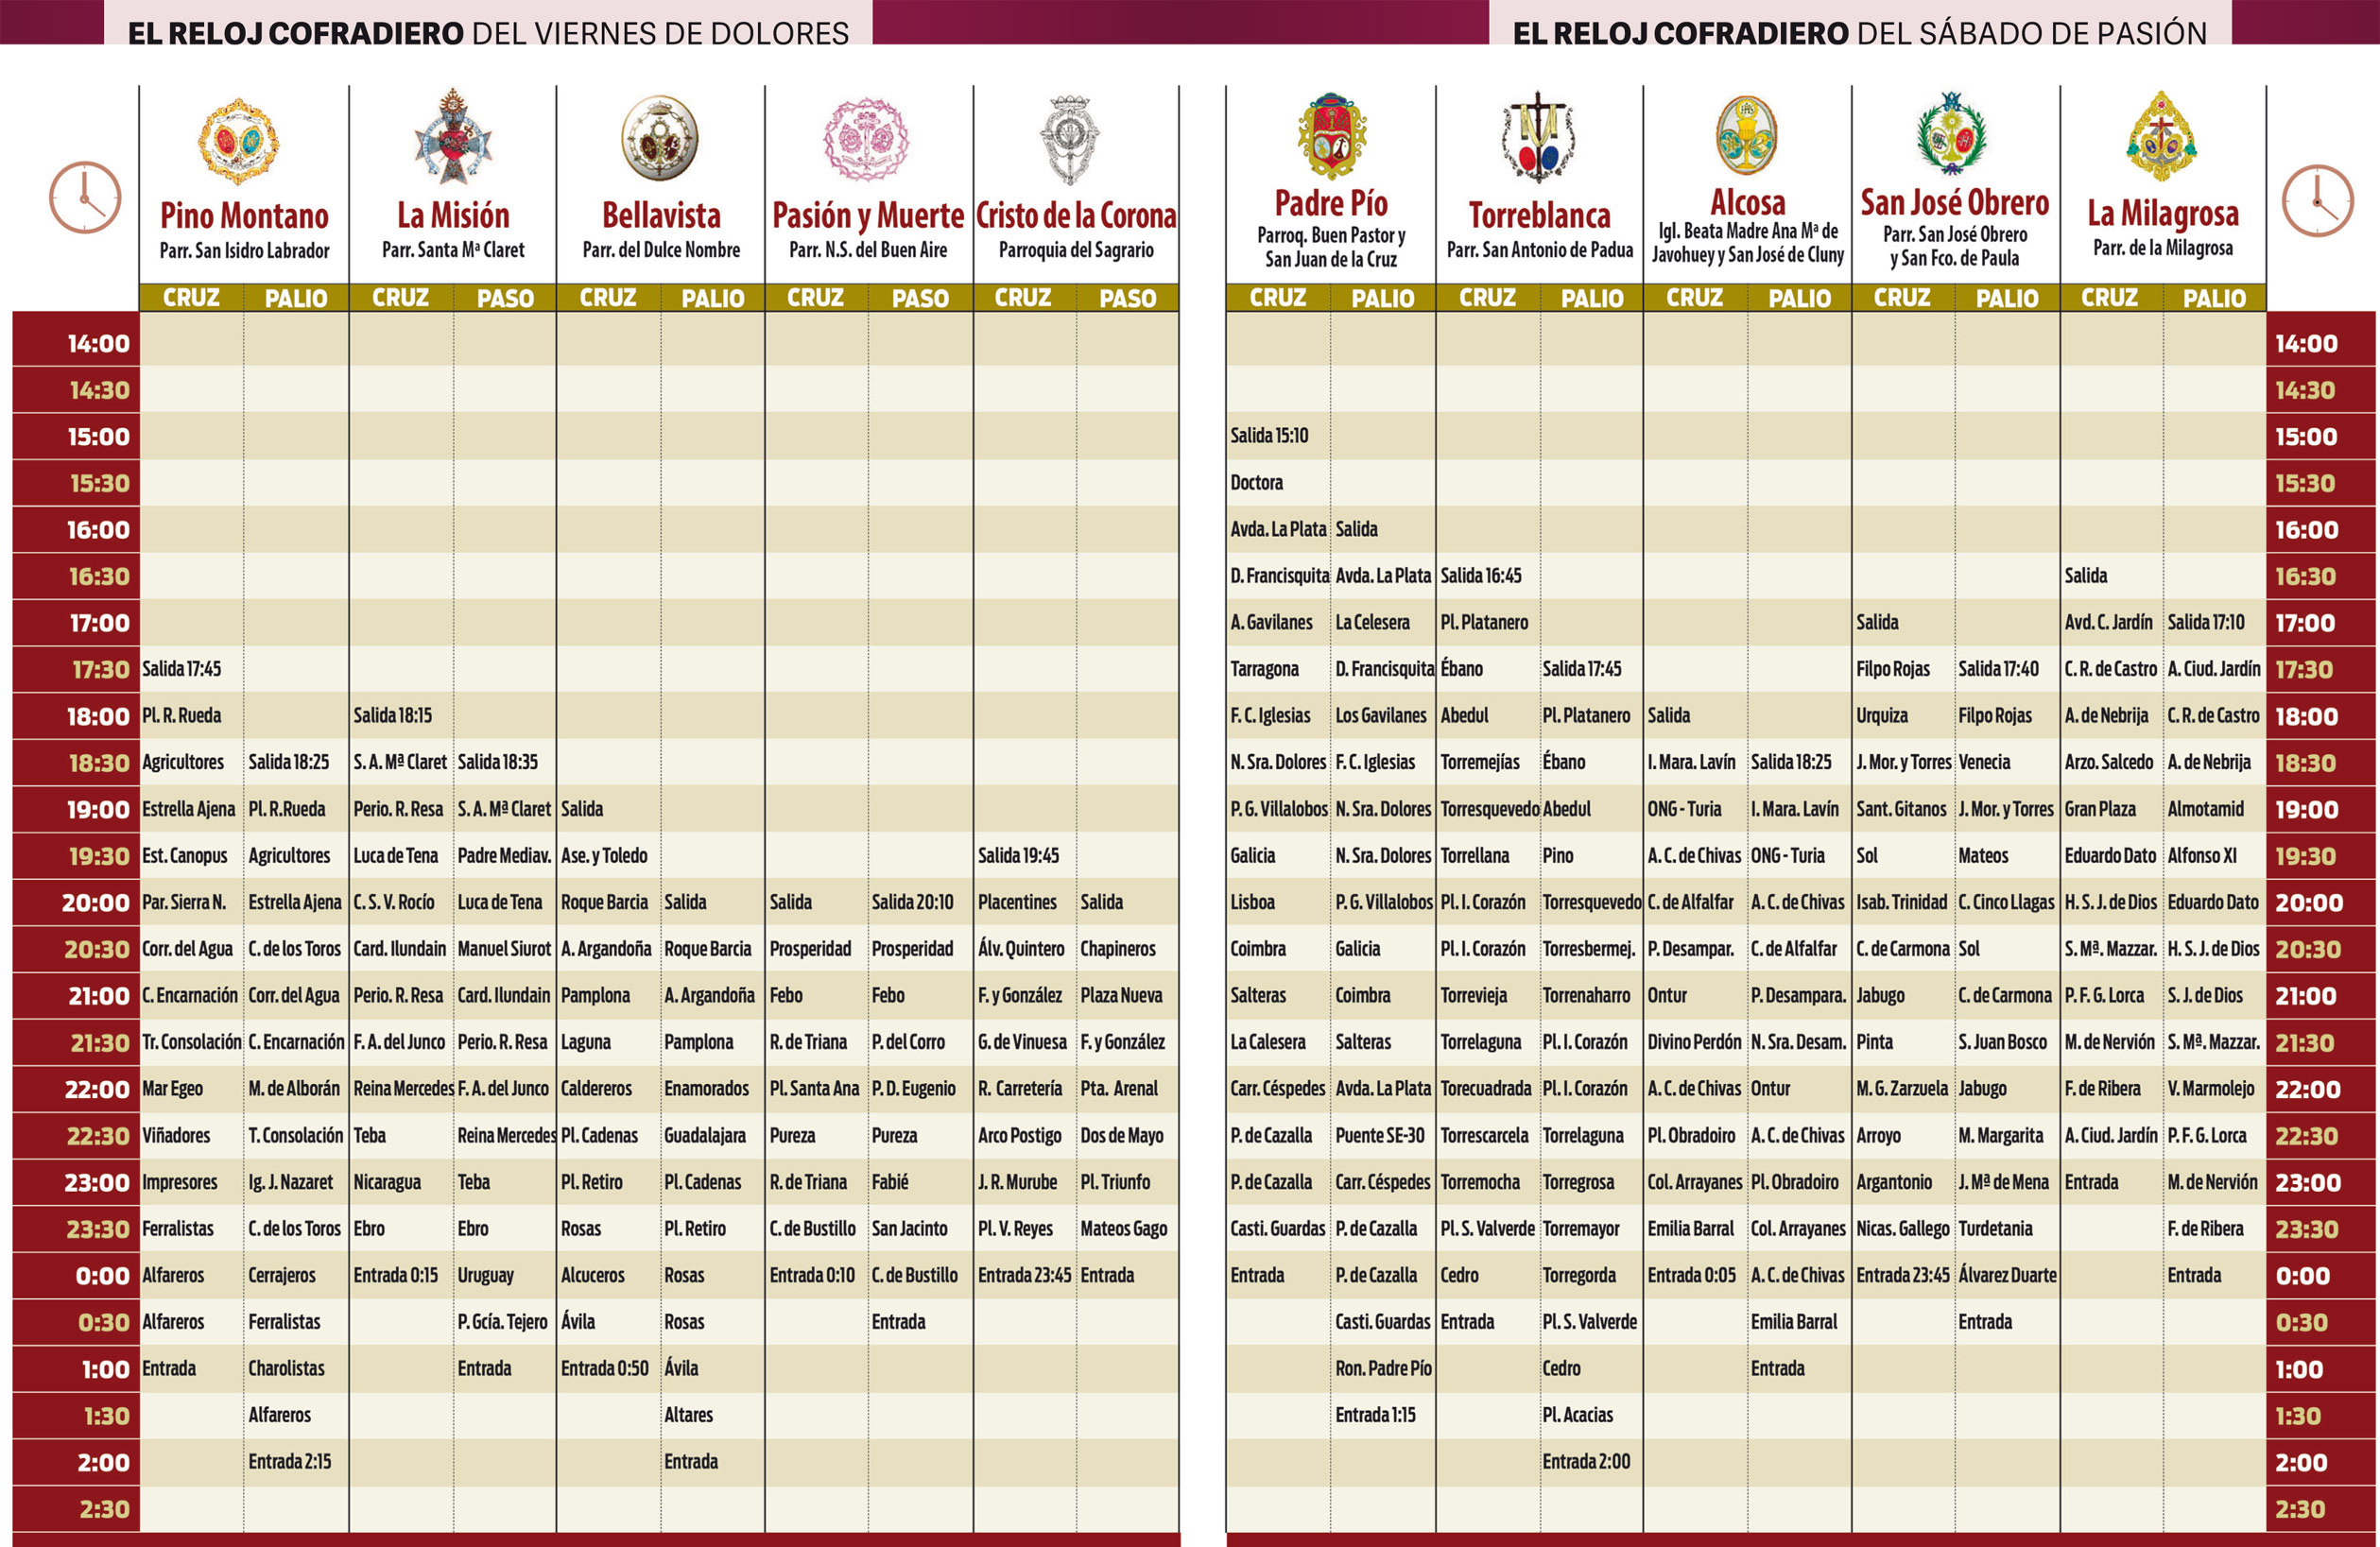 EL RELOJ COFRADIERO DEL VIERNES DE DOLORES
EL RELOJ COFRADIERO DEL SÁBADO DE PASIÓN
Pino Montano La Misión Bellavista Pasión y Muerte Cristo de la Corona
Parr. San Isidro Labrador Parr. Santa Mª Claret Parr. del Dulce Nombre Parr. N.S. del Buen Aire Parroquia del Sagrario
Padre Pío Torreblanca Alcosa San José Obrero La Milagrosa
Parroq. Buen Pastor y
San Juan de la Cruz
Parr. San Antonio de Padua
Igl. Beata Madre Ana Mª de
Javohuey y San José de Cluny
Parr. San José Obrero
y San Fco. de Paula
Parr. de la Milagrosa
CRUZ PALIO CRUZ PASO CRUZ PALIO CRUZ PASO CRUZ PASO CRUZ PALIO CRUZ PALIO CRUZ PALIO CRUZ PALIO CRUZ PALIO
14:00 14:00
14:30 14:30
15:00 Salida 15:10 15:00
15:30 Doctora 15:30
16:00 Avda. La Plata Salida 16:00
16:30 D. Francisquita Avda. La Plata Salida 16:45 Salida 16:30
17:00 A. Gavilanes La Celesera Pl. Platanero Salida Avd. C. Jardín Salida 17:10 17:00
17:30 Salida 17:45 Tarragona D. Francisquita Ébano Salida 17:45 Filpo Rojas Salida 17:40 C. R. de Castro A. Ciud. Jardín 17:30
18:00 Pl. R. Rueda Salida 18:15 F. C. Iglesias Los Gavilanes Abedul Pl. Platanero Salida Urquiza Filpo Rojas A. de Nebrija C. R. de Castro 18:00
18:30 Agricultores Salida 18:25 S. A. Mª Claret Salida 18:35 N. Sra. Dolores F. C. Iglesias Torremejías Ébano I. Mara. Lavín Salida 18:25 J. Mor. y Torres Venecia Arzo. Salcedo A. de Nebrija 18:30
19:00 Estrella Ajena Pl. R.Rueda Perio. R. Resa S. A. Mª Claret Salida P. G. Villalobos N. Sra. Dolores Torresquevedo Abedul ONG - Turia I. Mara. Lavín Sant. Gitanos J. Mor. y Torres Gran Plaza Almotamid 19:00
19:30 Est. Canopus Agricultores Luca de Tena Padre Mediav. Ase. y Toledo Salida 19:45 Galicia N. Sra. Dolores Torrellana Pino A. C. de Chivas ONG - Turia Sol Mateos Eduardo Dato Alfonso XI 19:30
20:00 Par. Sierra N. Estrella Ajena C. S. V. Rocío Luca de Tena Roque Barcia Salida Salida Salida 20:10 Placentines Salida Lisboa P. G. Villalobos Pl. I. Corazón Torresquevedo C. de Alfalfar A. C. de Chivas Isab. Trinidad C. Cinco Llagas H. S. J. de Dios Eduardo Dato 20:00
20:30 Corr. del Agua C. de los Toros Card. Ilundain Manuel Siurot A. Argandoña Roque Barcia Prosperidad Prosperidad Álv. Quintero Chapineros Coimbra Galicia Pl. I. Corazón Torresbermej. P. Desampar. C. de Alfalfar C. de Carmona Sol S. Mª. Mazzar. H. S. J. de Dios 20:30
21:00 C. Encarnación Corr. del Agua Perio. R. Resa Card. Ilundain Pamplona A. Argandoña Febo Febo F. y González Plaza Nueva Salteras Coimbra Torrevieja Torrenaharro Ontur P. Desampara. Jabugo C. de Carmona P. F. G. Lorca S. J. de Dios 21:00
21:30 Tr. Consolación C. Encarnación F. A. del Junco Perio. R. Resa Laguna Pamplona R. de Triana P. del Corro G. de Vinuesa F. y González La Calesera Salteras Torrelaguna Pl. I. Corazón Divino Perdón N. Sra. Desam. Pinta S. Juan Bosco M. de Nervión S. Mª. Mazzar. 21:30
22:00 Mar Egeo M. de Alborán Reina Mercedes F. A. del Junco Caldereros Enamorados Pl. Santa Ana P. D. Eugenio R. Carretería Pta. Arenal Carr. Céspedes Avda. La Plata Torecuadrada Pl. I. Corazón A. C. de Chivas Ontur M. G. Zarzuela Jabugo F. de Ribera V. Marmolejo 22:00
22:30 Viñadores T. Consolación Teba Reina Mercedes Pl. Cadenas Guadalajara Pureza Pureza Arco Postigo Dos de Mayo P. de Cazalla Puente SE-30 Torrescarcela Torrelaguna Pl. Obradoiro A. C. de Chivas Arroyo M. Margarita A. Ciud. Jardín P. F. G. Lorca 22:30
23:00 Impresores Ig. J. Nazaret Nicaragua Teba Pl. Retiro Pl. Cadenas R. de Triana Fabié J. R. Murube Pl. Triunfo P. de Cazalla Carr. Céspedes Torremocha Torregrosa Col. Arrayanes Pl. Obradoiro Argantonio J. Mª de Mena Entrada M. de Nervión 23:00
23:30 Ferralistas C. de los Toros Ebro Ebro Rosas Pl. Retiro C. de Bustillo San Jacinto Pl. V. Reyes Mateos Gago Casti. Guardas P. de Cazalla Pl. S. Valverde Torremayor Emilia Barral Col. Arrayanes Nicas. Gallego Turdetania F. de Ribera 23:30
0:00 Alfareros Cerrajeros Entrada 0:15 Uruguay Alcuceros Rosas Entrada 0:10 C. de Bustillo Entrada 23:45 Entrada Entrada P. de Cazalla Cedro Torregorda Entrada 0:05 A. C. de Chivas Entrada 23:45 Álvarez Duarte Entrada 0:00
0:30 Alfareros Ferralistas P. Gcía. Tejero Ávila Rosas Entrada Casti. Guardas Entrada Pl. S. Valverde Emilia Barral Entrada 0:30
1:00 Entrada Charolistas Entrada Entrada 0:50 Ávila Ron. Padre Pío Cedro Entrada 1:00
1:30 Alfareros Altares Entrada 1:15 Pl. Acacias 1:30
2:00 Entrada 2:15 Entrada Entrada 2:00 2:00
2:30 2:30